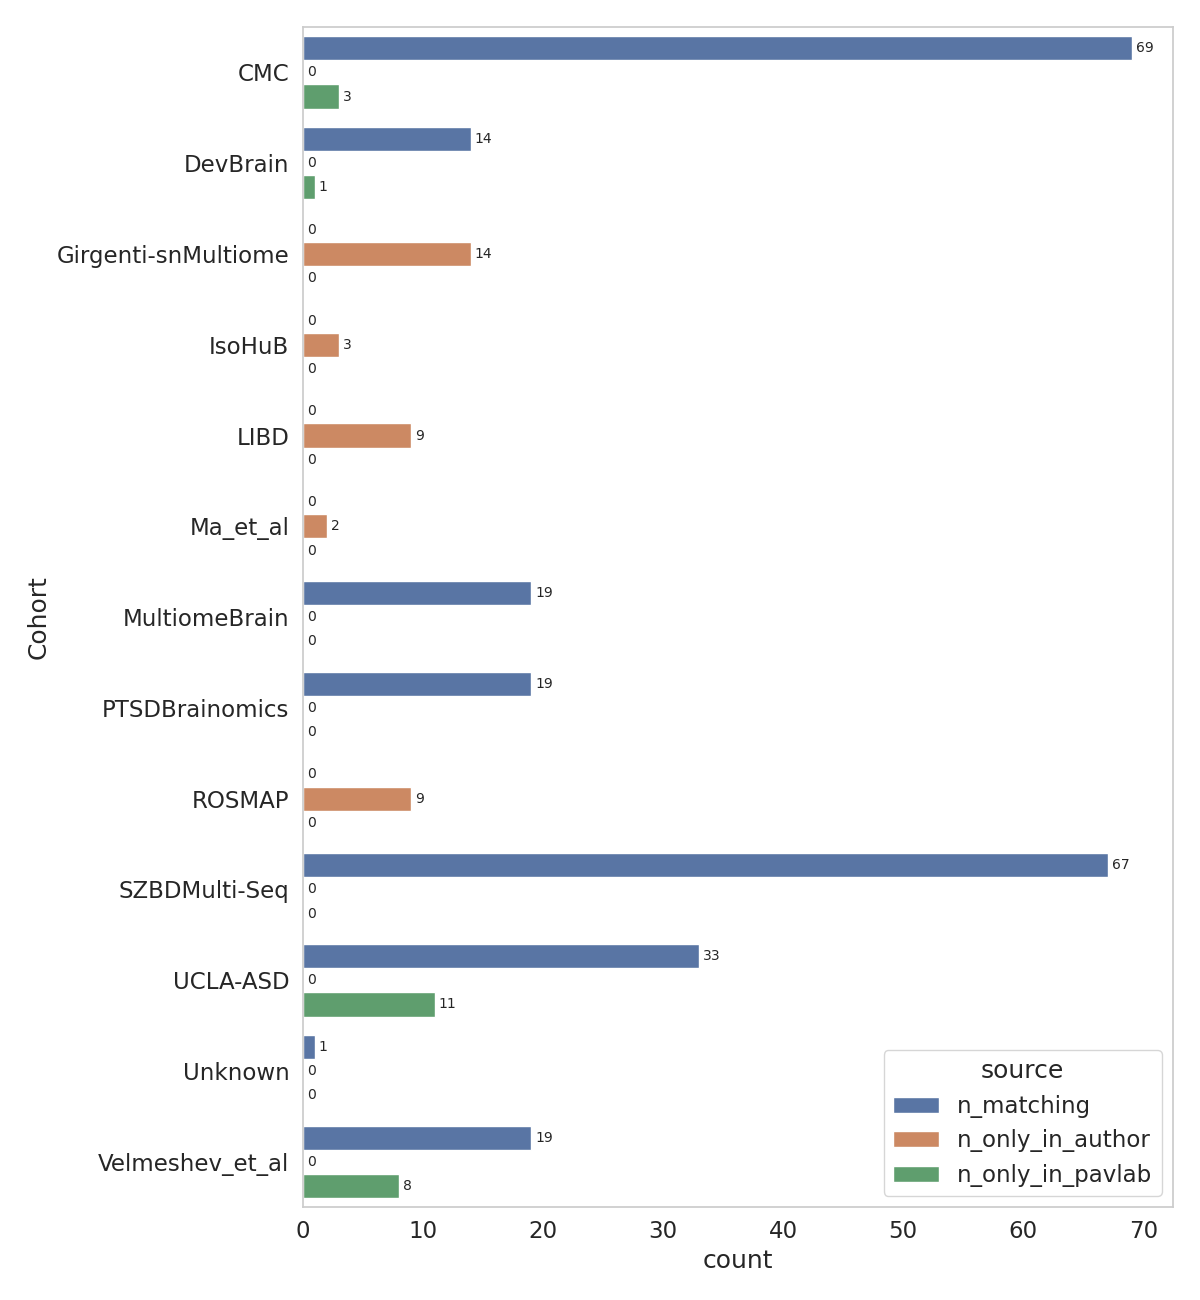 CMC
69
0
3
DevBrain
14
0
1
Girgenti-snMultiome
0
14
0
IsoHuB
0
3
0
LIBD
0
9
0
Ma_et_al
0
2
0
MultiomeBrain
19
0
0
PTSDBrainomics
19
0
0
ROSMAP
0
9
0
SZBDMulti-Seq
67
0
0
UCLA-ASD
33
0
11
Unknown
1
0
0
Velmeshev_et_al
19
0
8
Cohort
0 10 20 30 40 50 60 70
count
source
n_matching
n_only_in_author
n_only_in_pavlab